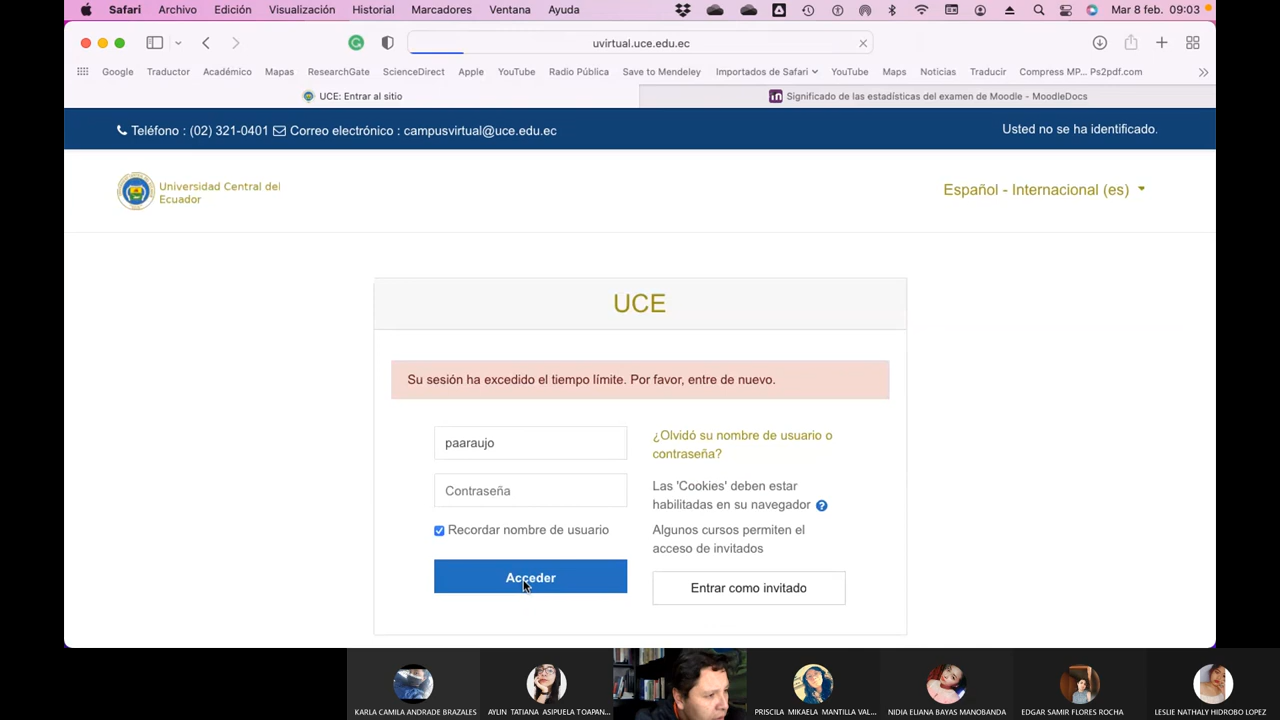 Safari Archivo Edición Visualización Historial Marcadores Ventana Ayuda Mar 8 feb. 09:03
uvirtual.uce.edu.ec
Google Traductor Académico Mapas ResearchGate ScienceDirect Apple YouTube Radio Pública Save to Mendeley Importados de Safari YouTube Maps Noticias Traducir Compress MP... Ps2pdf.com
UCE: Entrar al sitio
Significado de las estadísticas del examen de Moodle - MoodleDocs
Teléfono : (02) 321-0401 Correo electrónico : campusvirtual@uce.edu.ec
Usted no se ha identificado.
Universidad Central del
Ecuador
Español - Internacional (es)
UCE
Su sesión ha excedido el tiempo límite. Por favor, entre de nuevo.
paaraujo
Contraseña
Recordar nombre de usuario
Acceder
¿Olvidó su nombre de usuario o
contraseña?
Las 'Cookies' deben estar
habilitadas en su navegador
Algunos cursos permiten el
acceso de invitados
Entrar como invitado
KARLA CAMILA ANDRADE BRAZALES
AYLIN TATIANA ASIPUELA TOAPAN...
PRISCILA MIKAELA MANTILLA VAL...
NIDIA ELIANA BAYAS MANOBANDA
EDGAR SAMIR FLORES ROCHA
LESLIE NATHALY HIDROBO LOPEZ